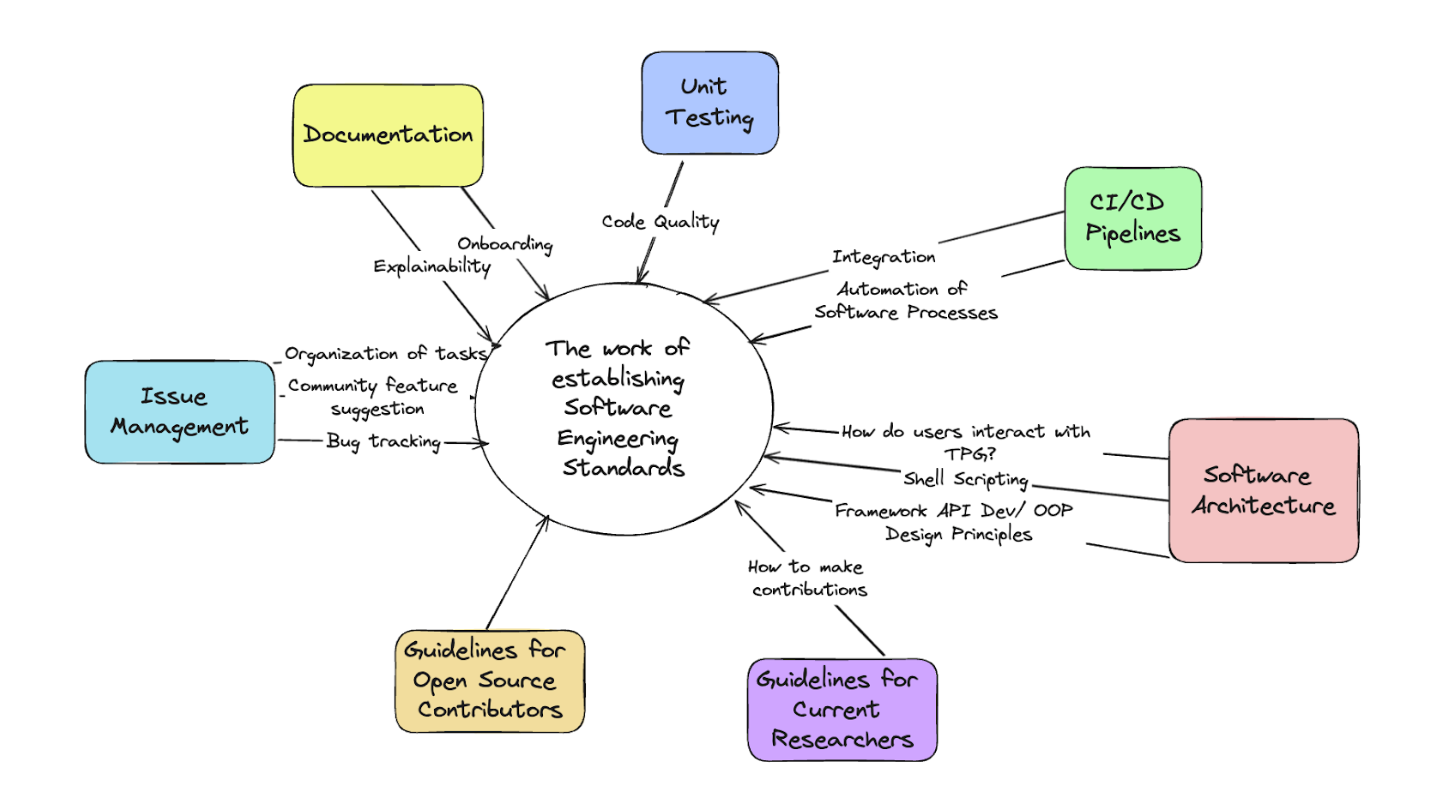 Unit
Testing
Documentation
CI/CD
Pipelines
Code Quality
Onboarding
Explainability
Integration
Automation of
Software Processes
The work of
establishing
Software
Engineering
Standards
Organization of tasks
Community feature
suggestion
Bug tracking
Issue
Management
How do users interact with
TPG?
Shell Scripting
Framework API Dev/ OOP
Design Principles
Software
Architecture
How to make
contributions
Guidelines for
Open Source
Contributors
Guidelines for
Current
Researchers